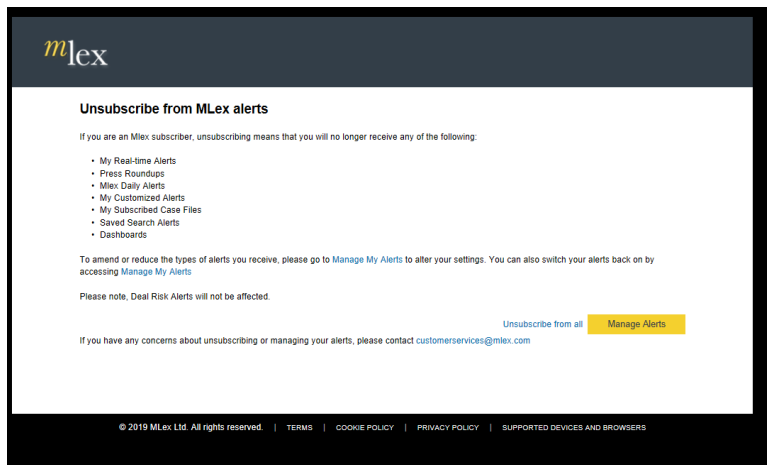 mlex
Unsubscribe from MLex alerts
If you are an Mlex subscriber, unsubscribing means that you will no longer receive any of the following:
• My Real-time Alerts
• Press Roundups
• Mlex Daily Alerts
• My Customized Alerts
• My Subscribed Case Files
• Saved Search Alerts
• Dashboards
To amend or reduce the types of alerts you receive, please go to Manage My Alerts to alter your settings. You can also switch your alerts back on by
accessing Manage My Alerts
Please note, Deal Risk Alerts will not be affected.
Unsubscribe from all Manage Alerts
If you have any concerns about unsubscribing or managing your alerts, please contact customerservices@mlex.com
© 2019 MLex Ltd. All rights reserved. | TERMS | COOKIE POLICY | PRIVACY POLICY | SUPPORTED DEVICES AND BROWSERS